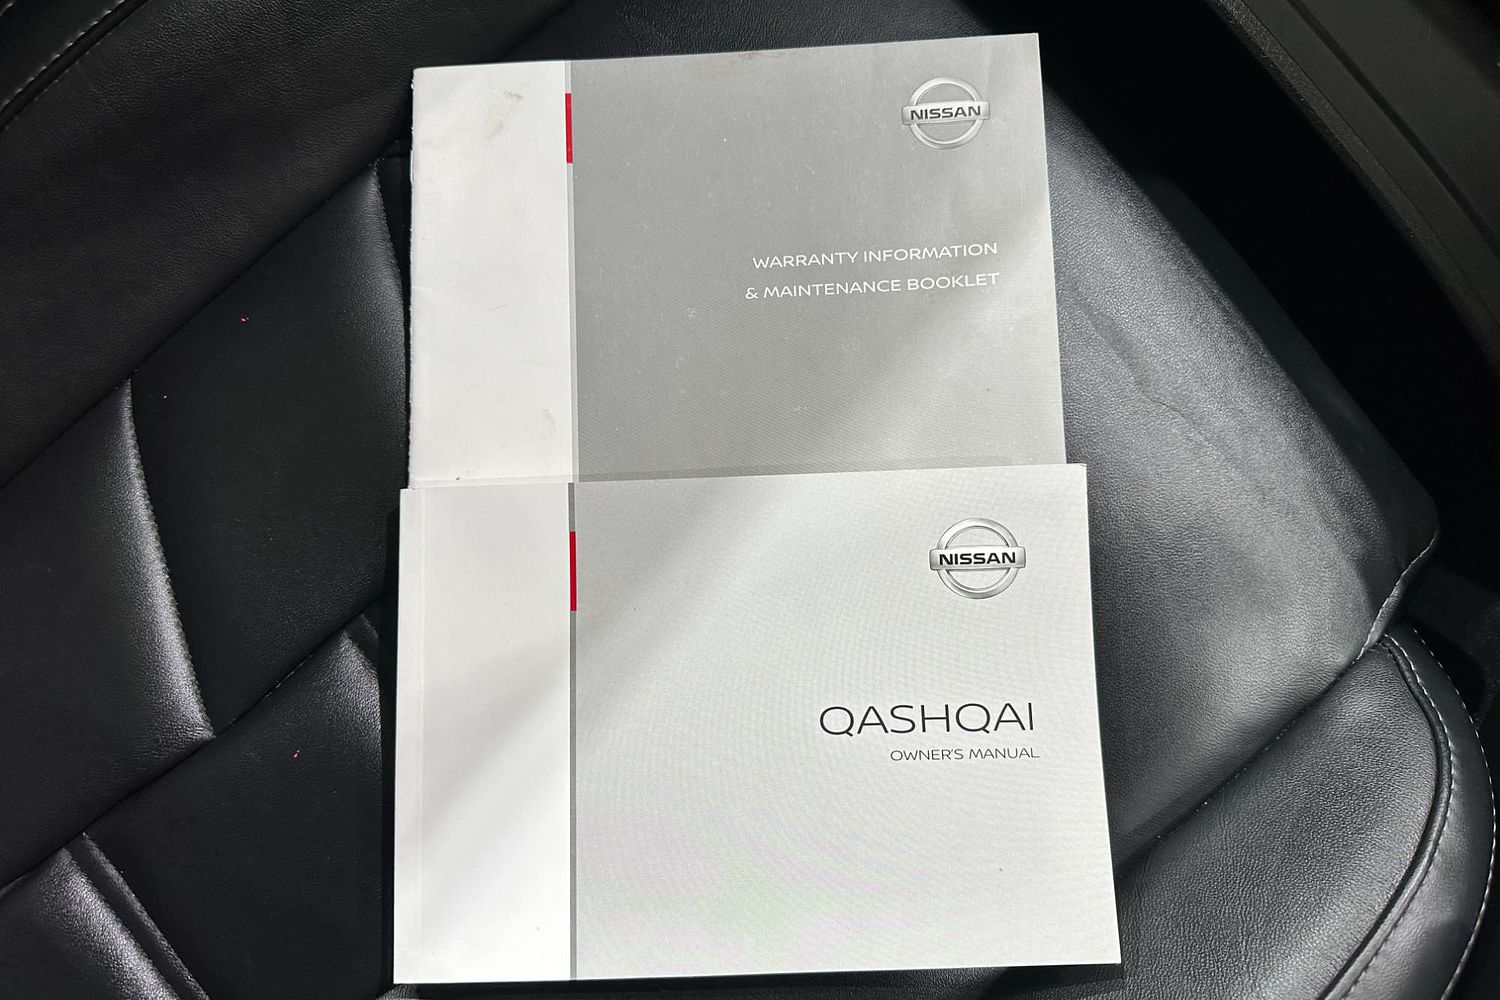 NISSAN
WARRANTY INFORMATION
& MAINTENANCE BOOKLET
NISSAN
QASHQAI
OWNER'S MANUAL